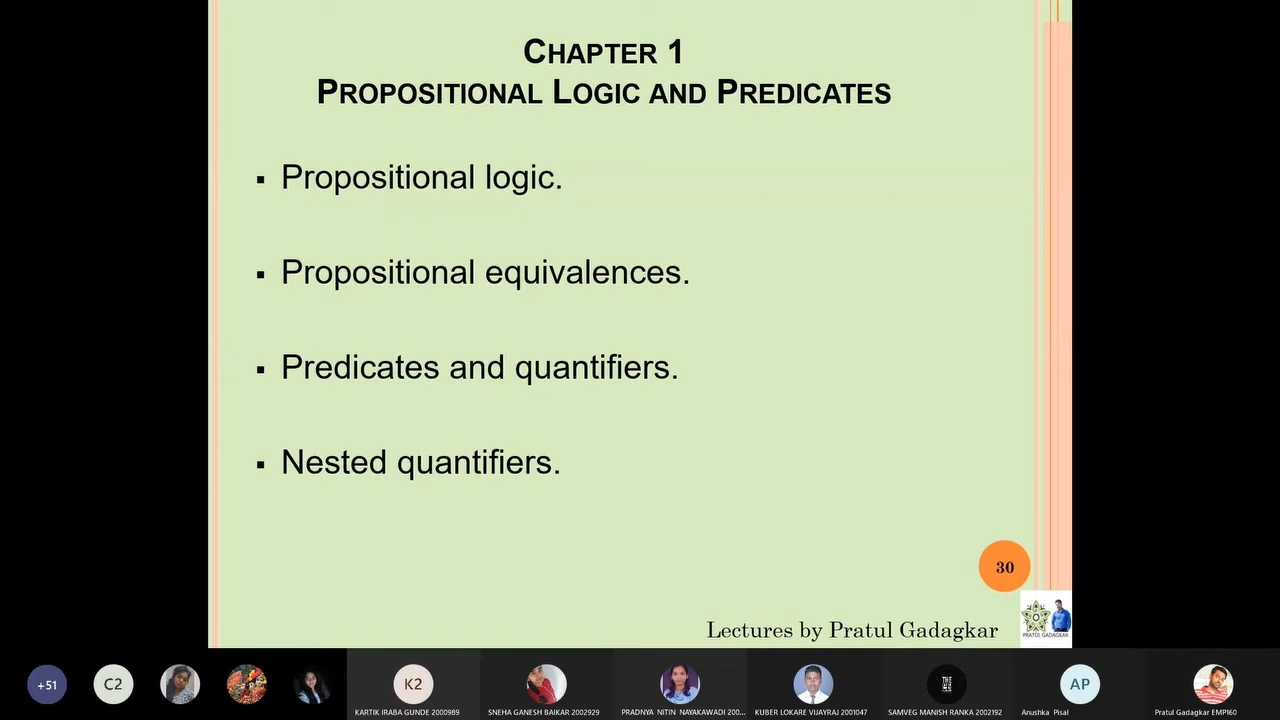 CHAPTER 1
PROPOSITIONAL LOGIC AND PREDICATES
▪ Propositional logic.
▪ Propositional equivalences.
▪ Predicates and quantifiers.
▪ Nested quantifiers.
30
PRATUL GADAGKAR
Lectures by Pratul Gadagkar
+51
C2
K2
AP
KARTIK IRABA GUNDE 2000989
SNEHA GANESH BAIKAR 2002929
PRADNYA NITIN NAYAKAWADI 200...
KUBER LOKARE VIJAYRAJ 2001047
SAMVEG MANISH RANKA 2002192
Anushka Pisal
Pratul Gadagkar EMP160